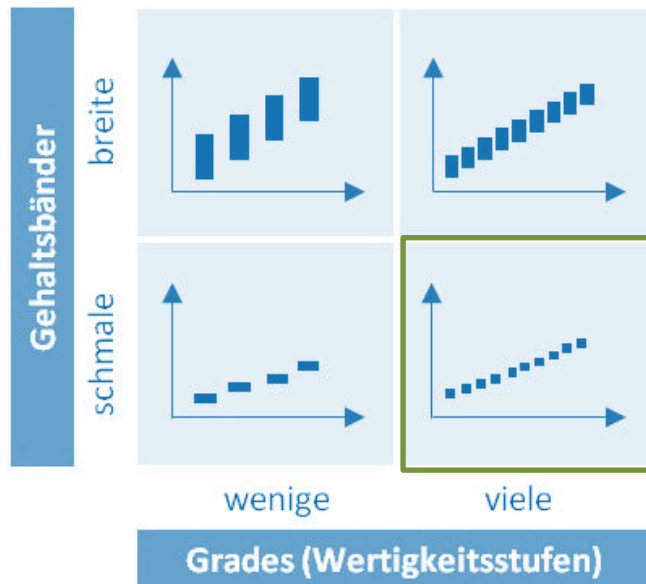 Gehaltsbänder
breite
schmale
wenige
viele
Grades (Wertigkeitsstufen)